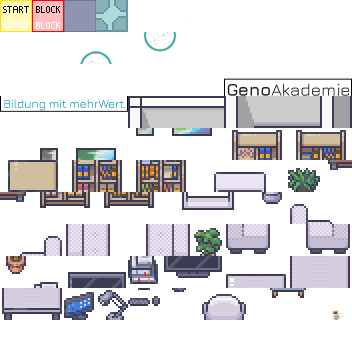 START
START
BLOCK
BLOCK
GenoAkademie
Bildung mit mehrWert.